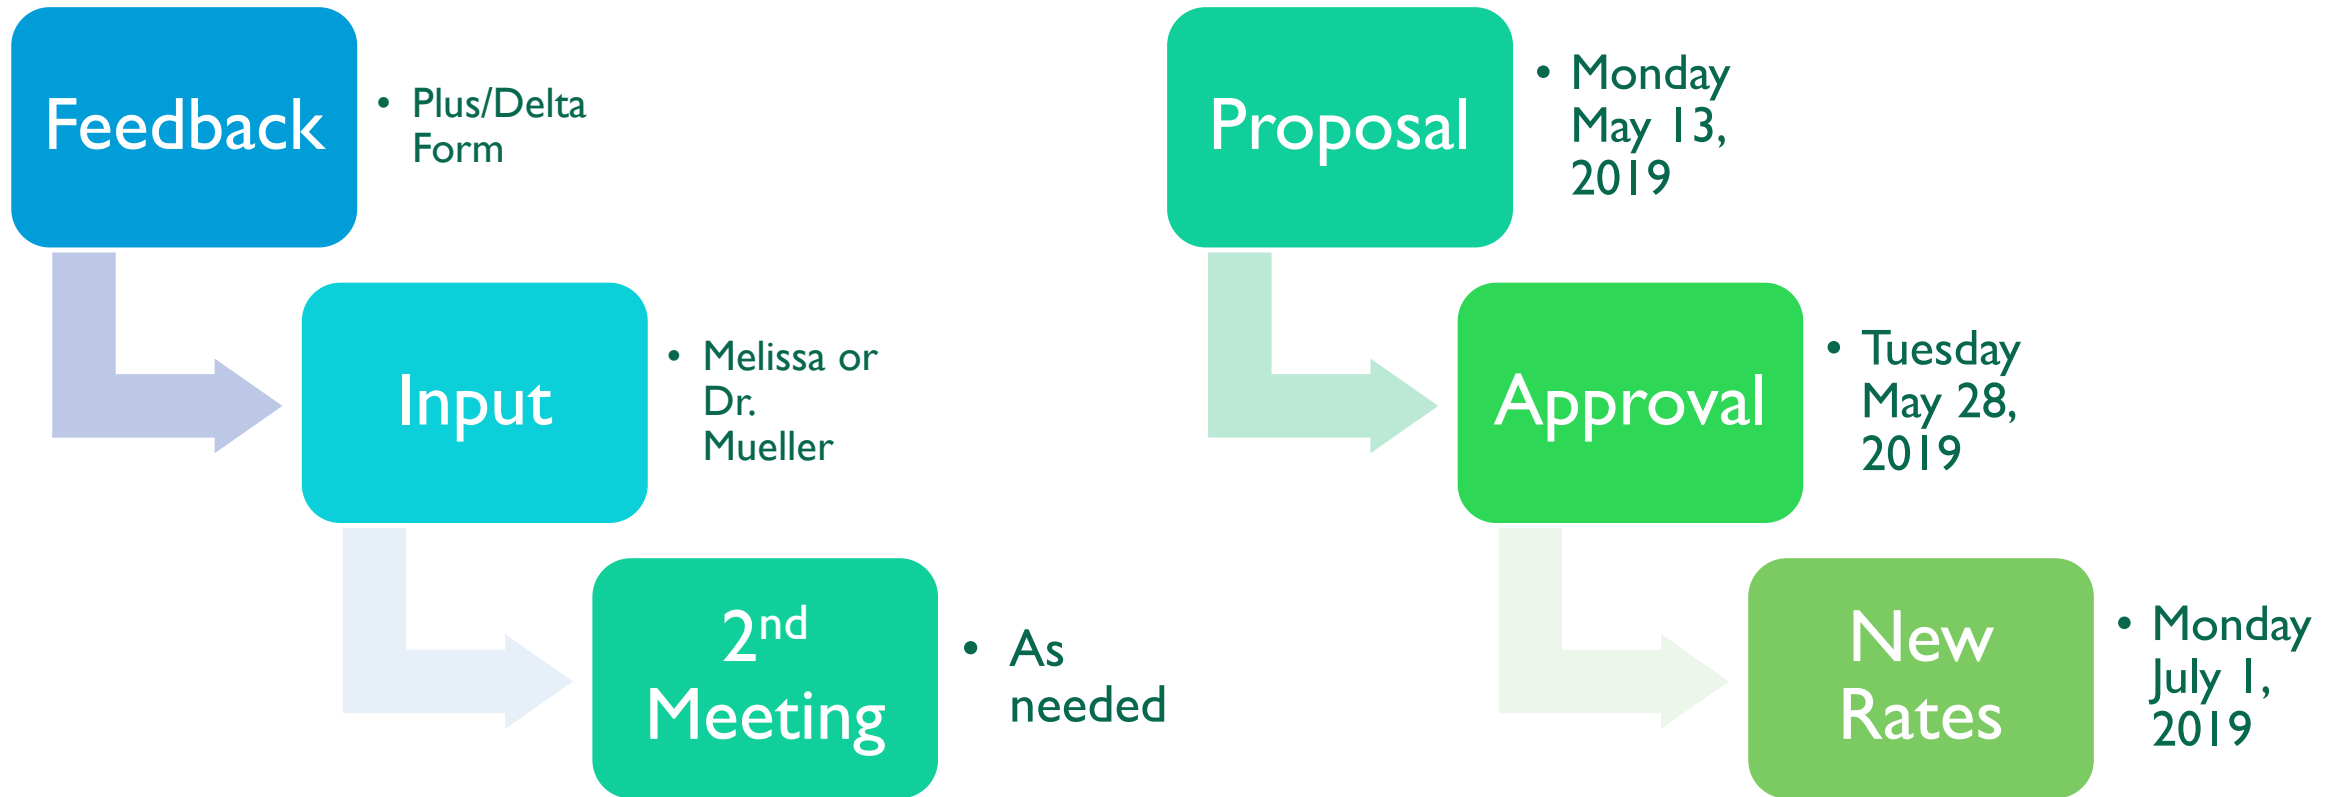 Feedback
• Plus/Delta
Form
Input
• Melissa or
Dr.
Mueller
2nd
Meeting
• As
needed
Proposal
• Monday
May 13,
2019
Approval
• Tuesday
May 28,
2019
New
Rates
• Monday
July 1,
2019